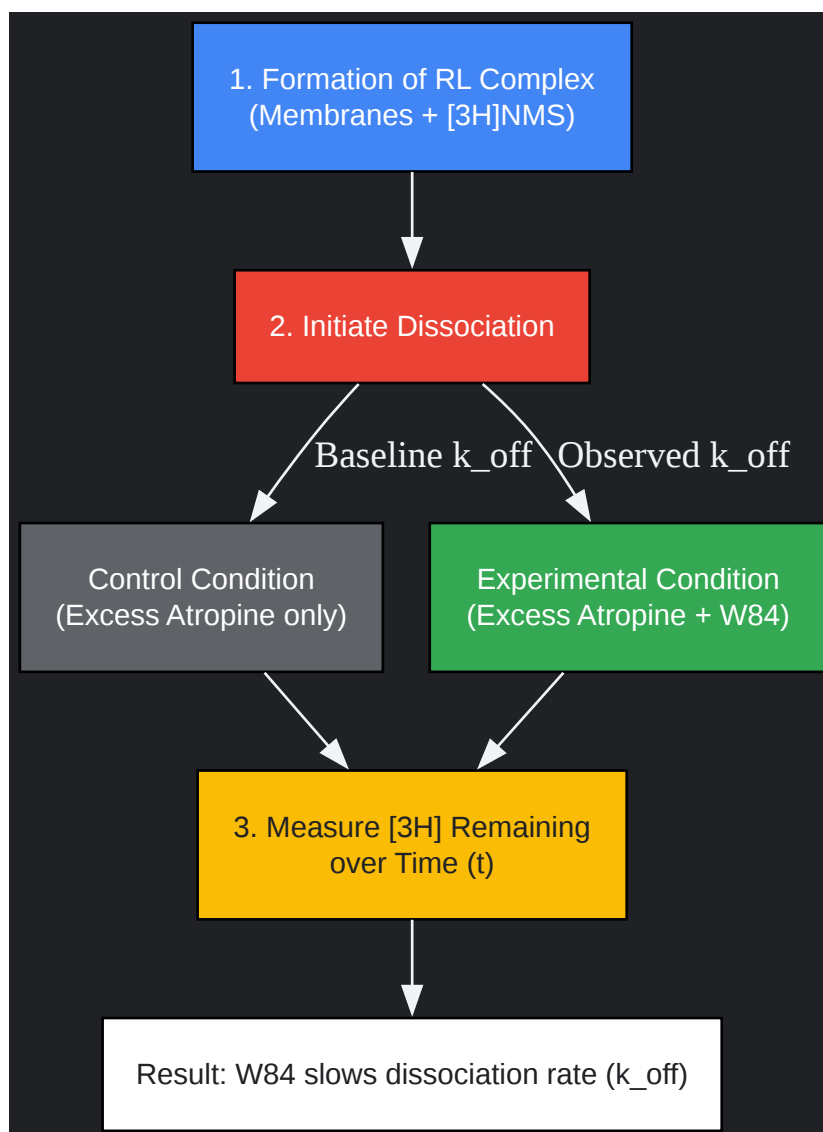 1. Formation of RL Complex
(Membranes + [3H]NMS)
2. Initiate Dissociation
Baseline k_off
Observed k_off
Control Condition
(Excess Atropine only)
Experimental Condition
(Excess Atropine + W84)
3. Measure [3H] Remaining
over Time (t)
Result: W84 slows dissociation rate (k_off)